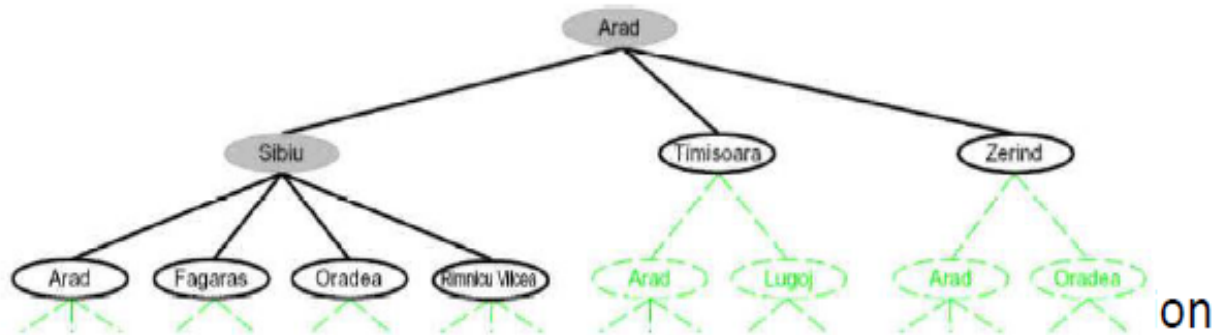 Arad
Sibiu Timisoara Zerind
Arad Fagaras Oradea Rimnicu Vilcea Arad Lugoj Arad Oradea
on